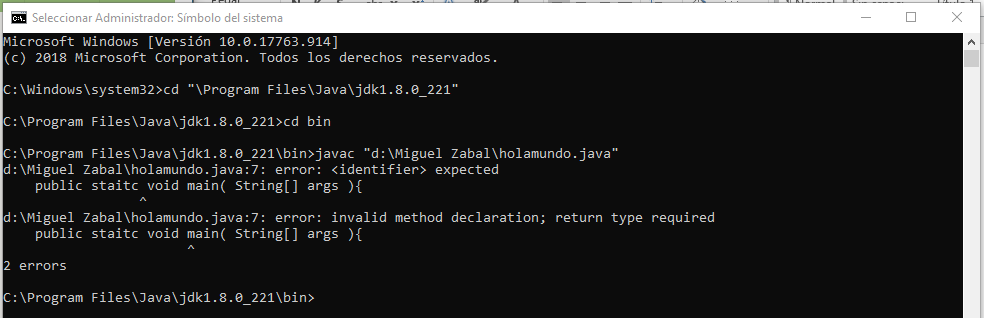 Seleccionar Administrador: Símbolo del sistema
Microsoft Windows [Versión 10.0.17763.914]
(c) 2018 Microsoft Corporation. Todos los derechos reservados.
C:\Windows\system32>cd "\Program Files\Java\jdk1.8.0_221"
C:\Program Files\Java\jdk1.8.0_221>cd bin
C:\Program Files\Java\jdk1.8.0_221\bin>javac "d:\Miguel Zabal\holamundo.java"
d:\Miguel Zabal\holamundo.java:7: error: <identifier> expected
    public staitc void main( String[] args ){
                 ^
d:\Miguel Zabal\holamundo.java:7: error: invalid method declaration; return type required
    public staitc void main( String[] args ){
                       ^
2 errors
C:\Program Files\Java\jdk1.8.0_221\bin>